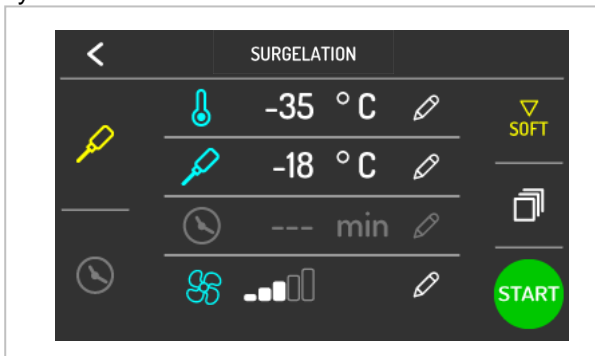 SURGELATION
-35 °C
SOFT
-18 °C
--- min
START